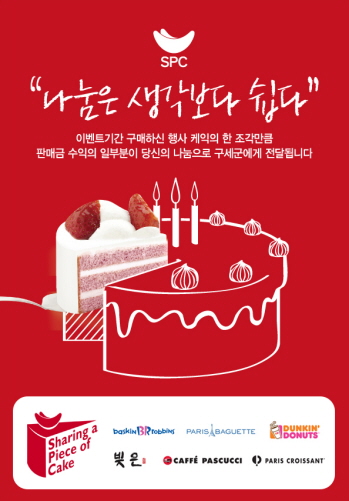 SPC
“나눔은 생각보다 쉽다”
이벤트기간 구매하신 행사 케익의 한 조각만큼
판매금 수익의 일부분이 당신의 나눔으로 구세군에게 전달됩니다
Sharing a
Piece of
Cake
baskin BR robbins
PARIS BAGUETTE
DUNKIN'
DONUTS
빚은
CAFFÉ PASCUCCI
PARIS CROISSANT